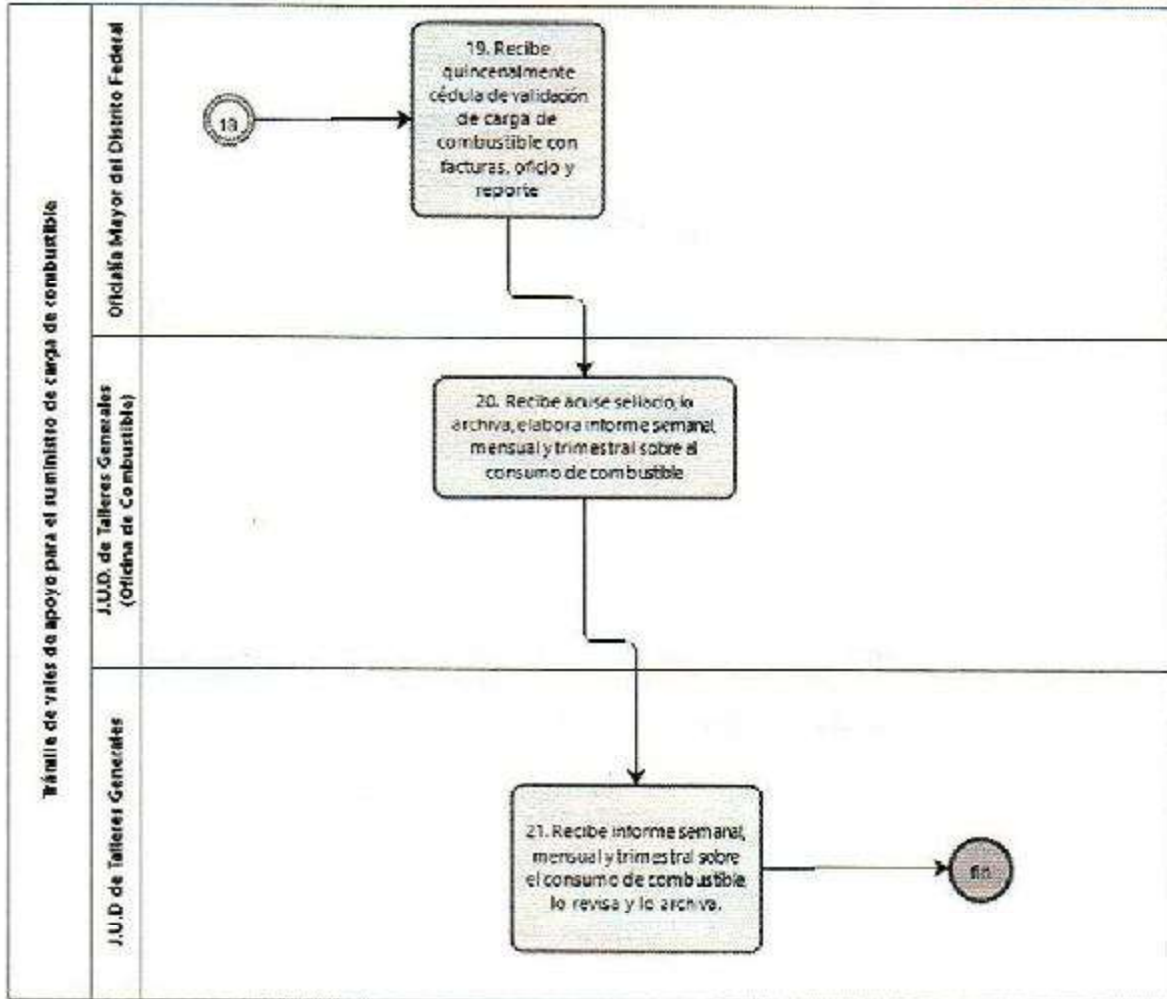 Trámite de vales de apoyo para el suministro de carga de combustible
Oficialía Mayor del Distrito Federal
18
19. Recibe
quincenalmente
cédula de validación
de carga de
combustible con
facturas, oficio y
reporte
J.U.D. de Talleres Generales
(Oficina de Combustible)
20. Recibe acuse sellado, lo
archiva, elabora informe semanal,
mensual y trimestral sobre el
consumo de combustible
J.U.D de Talleres Generales
21. Recibe informe semanal,
mensual y trimestral sobre
el consumo de combustible,
lo revisa y lo archiva.
fin